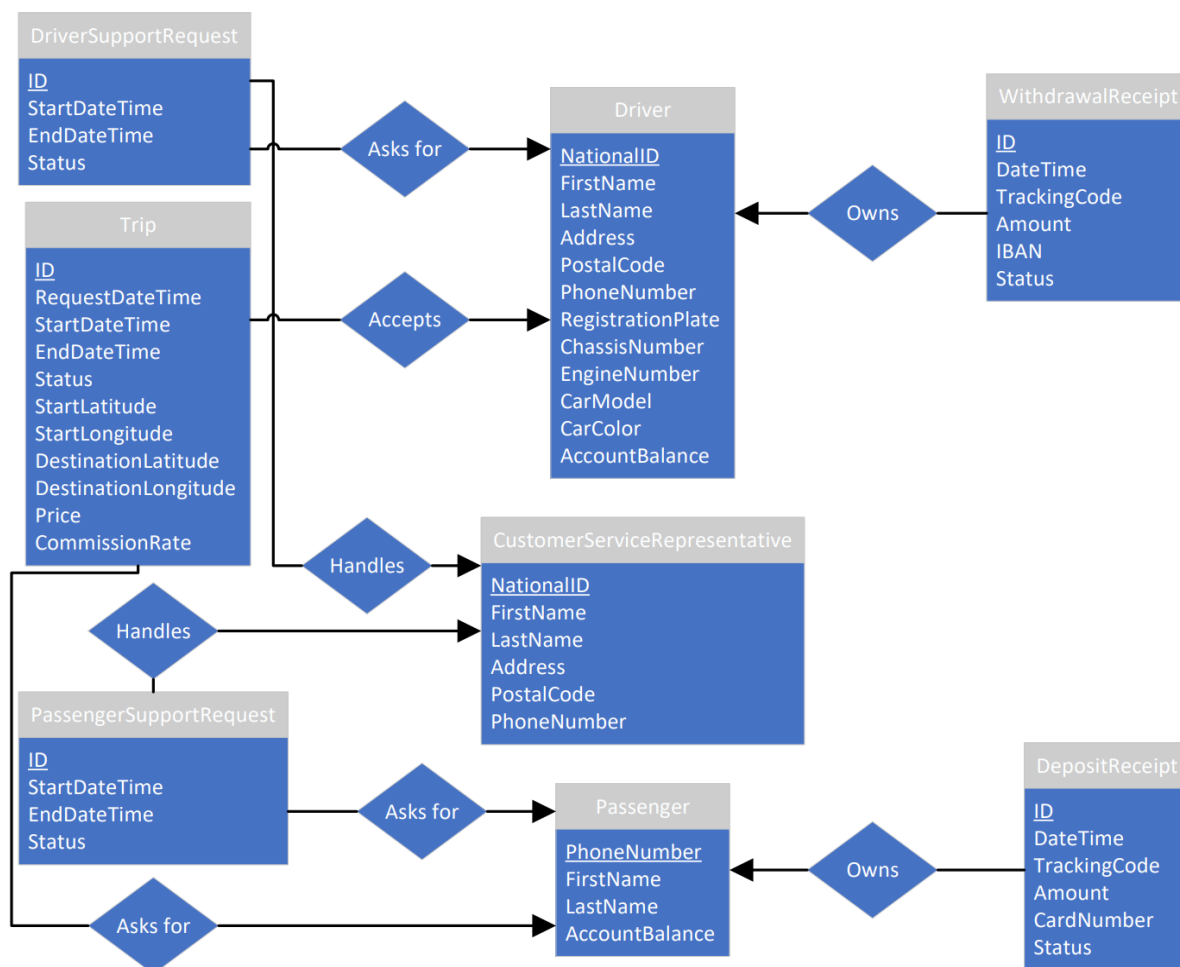 DriverSupportRequest
ID
StartDateTime
EndDateTime
Status
Asks for
Driver
NationalID
FirstName
LastName
Address
PostalCode
PhoneNumber
RegistrationPlate
ChassisNumber
EngineNumber
CarModel
CarColor
AccountBalance
Owns
WithdrawalReceipt
ID
DateTime
TrackingCode
Amount
IBAN
Status
Trip
ID
RequestDateTime
StartDateTime
EndDateTime
Status
StartLatitude
StartLongitude
DestinationLatitude
DestinationLongitude
Price
CommissionRate
Accepts
Handles
CustomerServiceRepresentative
NationalID
FirstName
LastName
Address
PostalCode
PhoneNumber
Handles
PassengerSupportRequest
ID
StartDateTime
EndDateTime
Status
Asks for
Passenger
PhoneNumber
FirstName
LastName
AccountBalance
Owns
DepositReceipt
ID
DateTime
TrackingCode
Amount
CardNumber
Status
Asks for